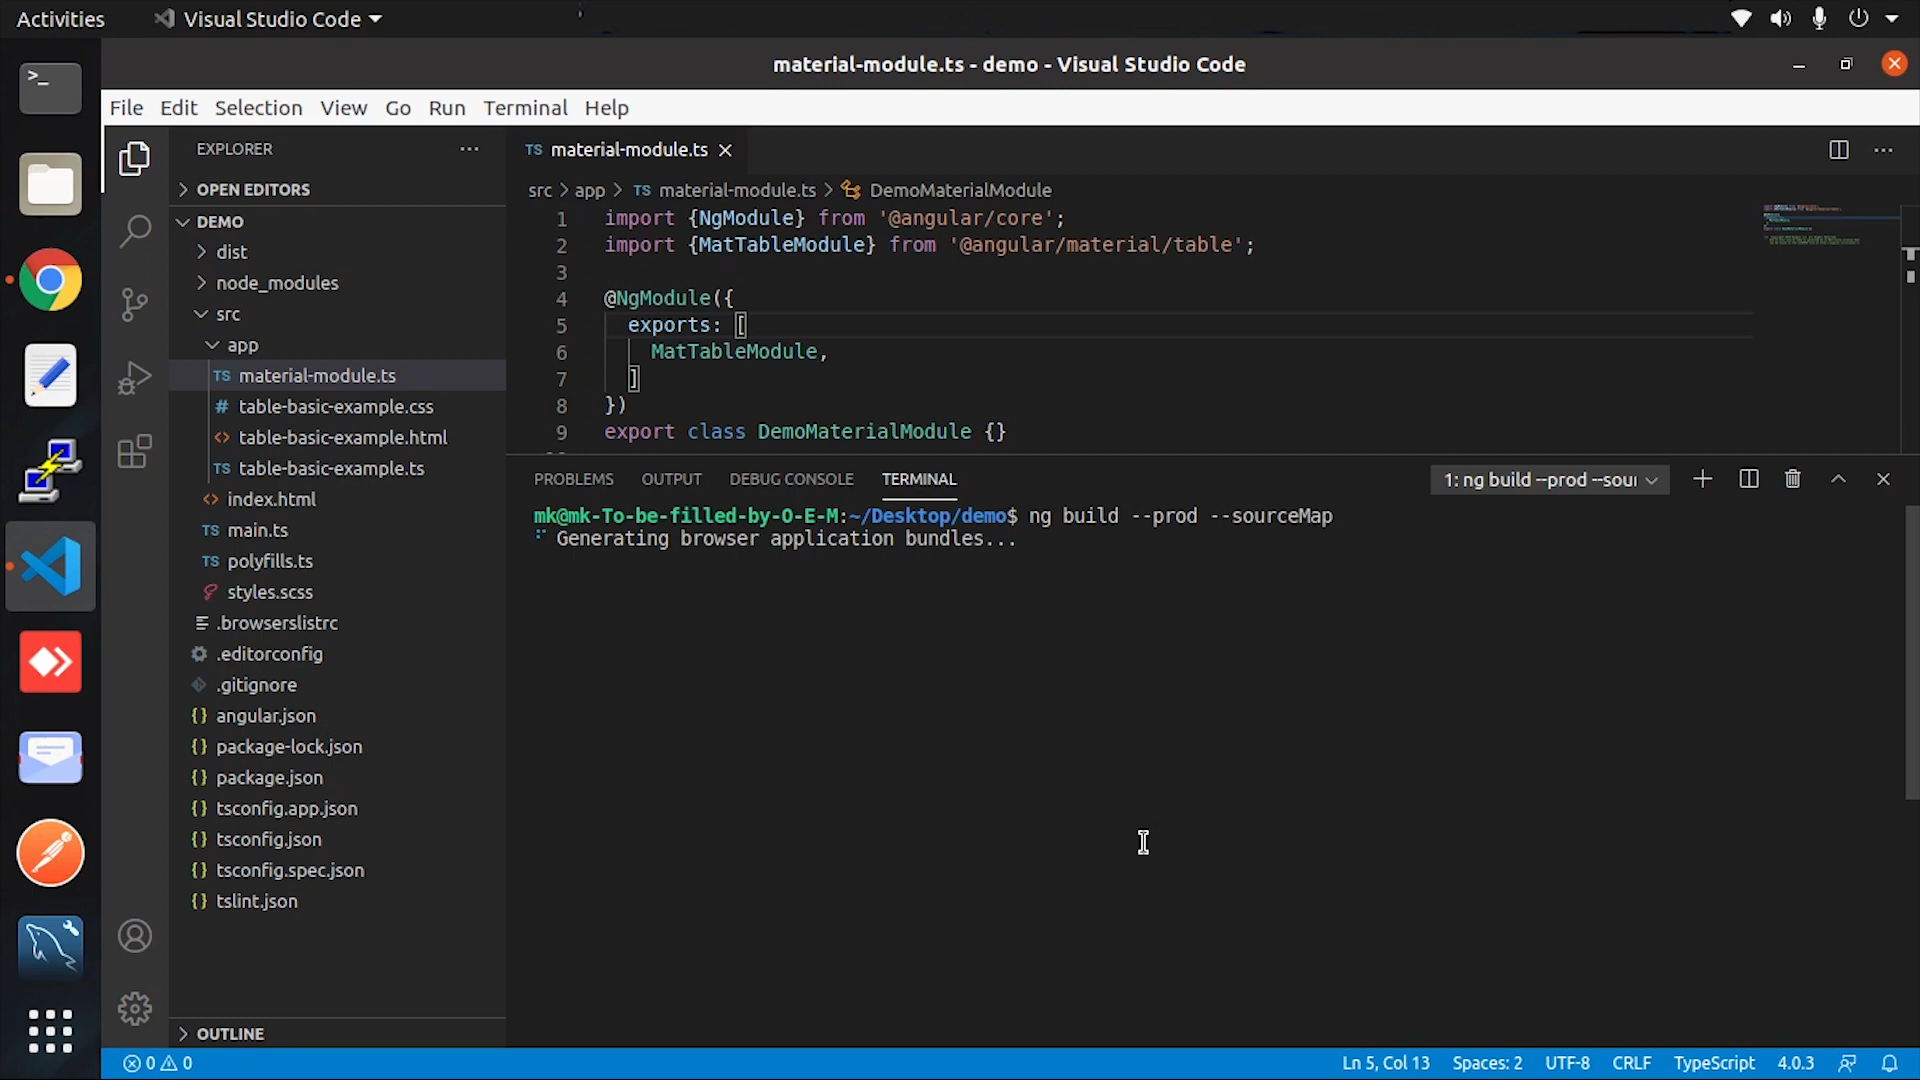 Activities
Visual Studio Code
material-module.ts - demo - Visual Studio Code
File Edit Selection View Go Run Terminal Help
EXPLORER
OPEN EDITORS
DEMO
dist
node_modules
src
app
TS material-module.ts
# table-basic-example.css
<> table-basic-example.html
TS table-basic-example.ts
<> index.html
TS main.ts
TS polyfills.ts
styles.scss
.browserslistrc
.editorconfig
.gitignore
{} angular.json
{} package-lock.json
{} package.json
{} tsconfig.app.json
{} tsconfig.json
{} tsconfig.spec.json
{} tslint.json
OUTLINE
TS material-module.ts
src > app > TS material-module.ts > DemoMaterialModule
1 import {NgModule} from '@angular/core';
2 import {MatTableModule} from '@angular/material/table';
3
4 @NgModule({
5 exports: [
6 MatTableModule,
7 ]
8 })
9 export class DemoMaterialModule {}
PROBLEMS OUTPUT DEBUG CONSOLE TERMINAL
1: ng build --prod --sour
mk@mk-To-be-filled-by-O-E-M:~/Desktop/demo$ ng build --prod --sourceMap
Generating browser application bundles...
0 0
Ln 5, Col 13 Spaces: 2 UTF-8 CRLF TypeScript 4.0.3